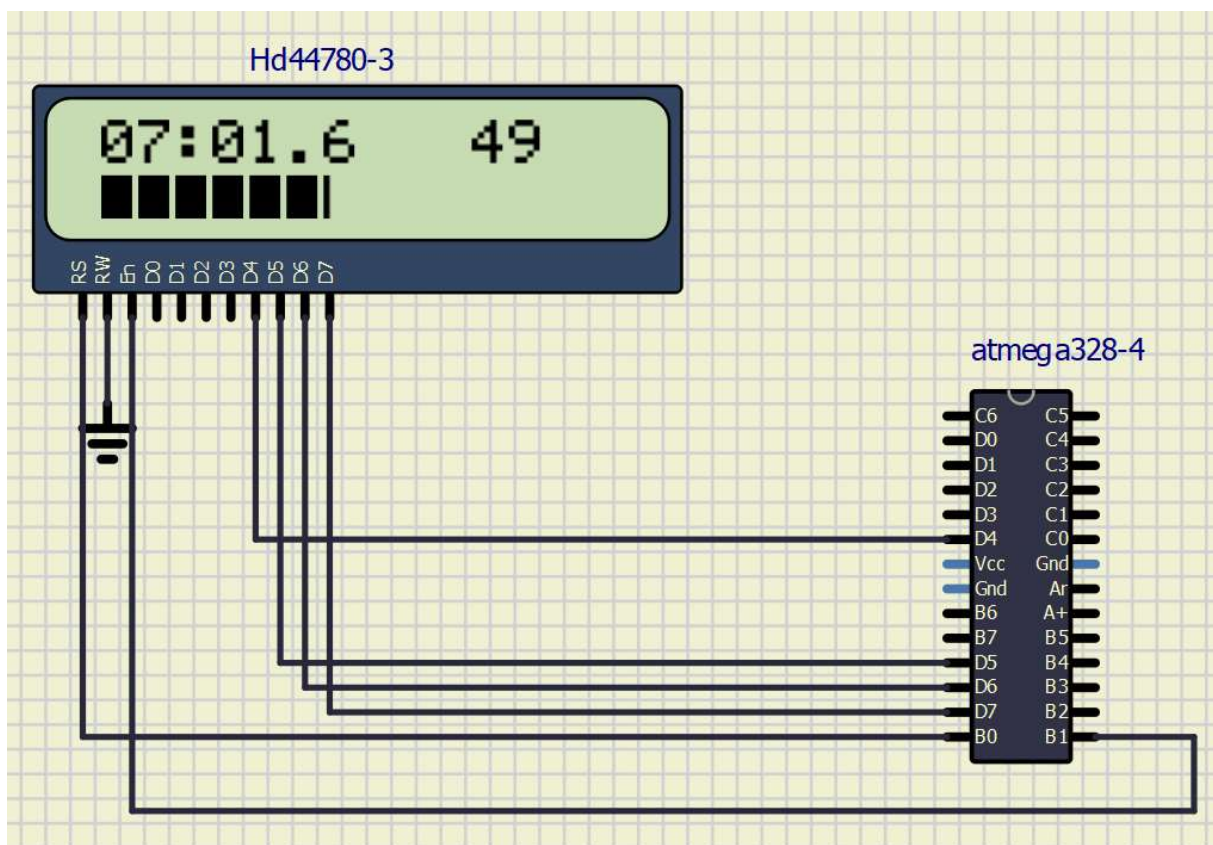 Hd44780-3
07:01.6 49
RS RW En D0 D1 D2 D3 D4 D5 D6 D7
atmega328-4
C6 C5
D0 C4
D1 C3
D2 C2
D3 C1
D4 C0
Vcc Gnd
Gnd Ar
B6 A+
B7 B5
D5 B4
D6 B3
D7 B2
B0 B1